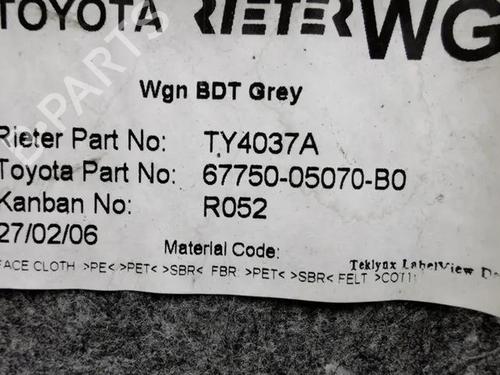 TOYOTA RIETER WG
Wgn BDT Grey
Rieter Part No: TY4037A
Toyota Part No: 67750-05070-B0
Kanban No: R052
27/02/06 Material Code:
Teklynx LabelView
FACE CLOTH >PE< >PET< >SBR< FBR: >PET< >SBR< FELT >COT
B-PARTS